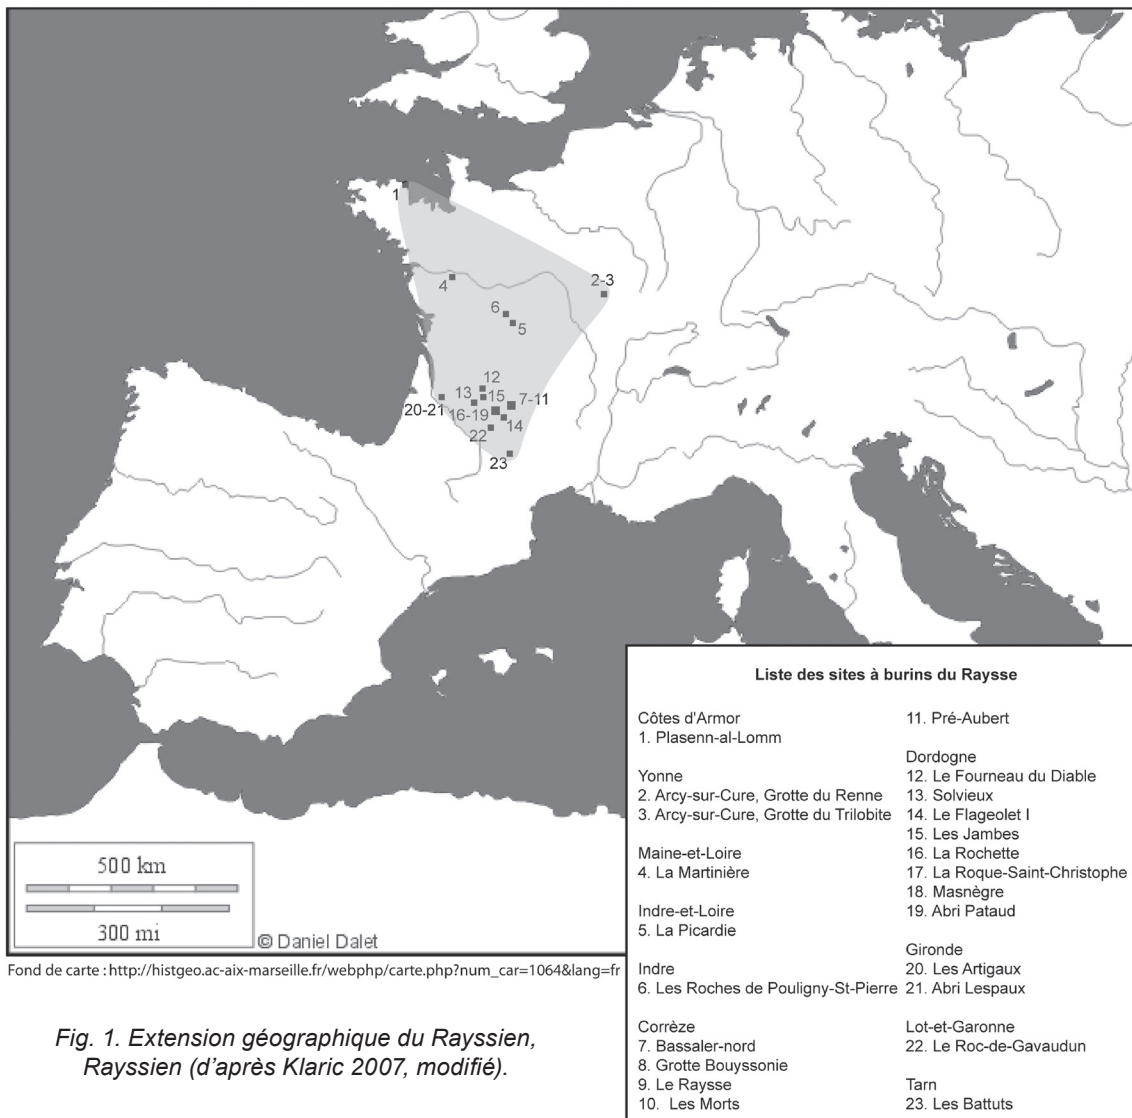 1
2-3
4
6
5
12
13
15
7-11
20-21
16-19
14
22
23
500 km
300 mi
© Daniel Dalet
Fond de carte : http://histgeo.ac-aix-marseille.fr/webphp/carte.php?num_car=1064&lang=fr
Fig. 1. Extension géographique du Rayssien,
Rayssien (d'après Klaric 2007, modifié).
Liste des sites à burins du Raysse
Côtes d'Armor
1. Plasenn-al-Lomm
Yonne
2. Arcy-sur-Cure, Grotte du Renne
3. Arcy-sur-Cure, Grotte du Trilobite
Maine-et-Loire
4. La Martinière
Indre-et-Loire
5. La Picardie
Indre
6. Les Roches de Pouligny-St-Pierre
Corrèze
7. Bassaler-nord
8. Grotte Bouyssonie
9. Le Raysse
10. Les Morts
11. Pré-Aubert
Dordogne
12. Le Fourneau du Diable
13. Solvieux
14. Le Flageolet I
15. Les Jambes
16. La Rochette
17. La Roque-Saint-Christophe
18. Masnègre
19. Abri Pataud
Gironde
20. Les Artigaux
21. Abri Lespaux
Lot-et-Garonne
22. Le Roc-de-Gavaudun
Tarn
23. Les Battuts